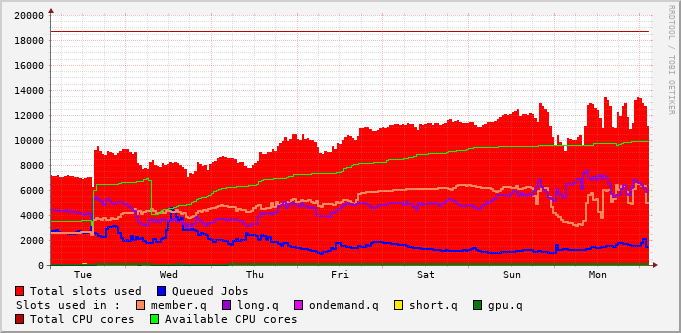 20000
18000
16000
14000
12000
10000
8000
6000
4000
2000
0
Tue Wed Thu Fri Sat Sun Mon
Total slots used Queued Jobs
Slots used in : member.q long.q ondemand.q short.q gpu.q
Total CPU cores Available CPU cores
RRDTOOL / TOBI OETIKER